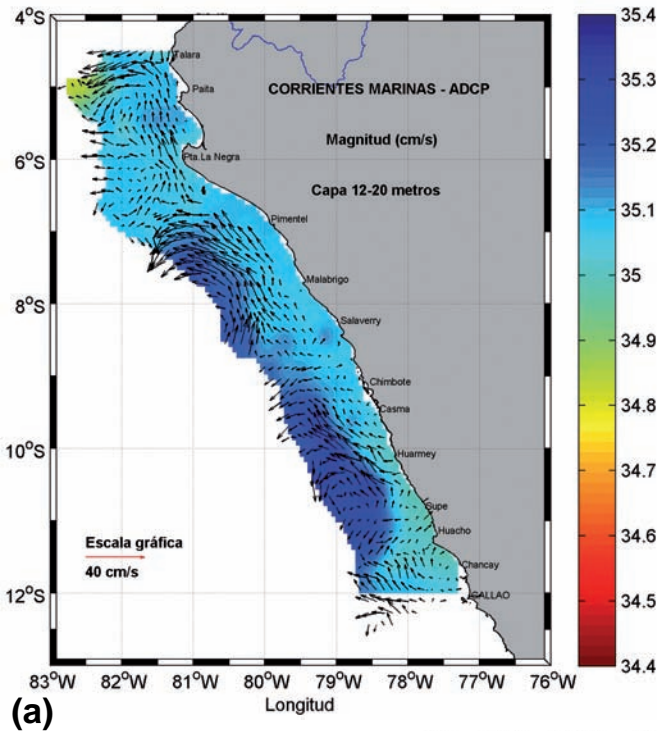 4°S
6°S
8°S
10°S
12°S
Talara
Paita
Pta.La Negra
Pimentel
Malabrigo
Salaverry
Chimbote
Casma
Huarmey
Supe
Huacho
Chancay
CALLAO
CORRIENTES MARINAS - ADCP
Magnitud (cm/s)
Capa 12-20 metros
Escala gráfica
40 cm/s
83°W 82°W 81°W 80°W 79°W 78°W 77°W 76°W
Longitud
35.4
35.3
35.2
35.1
35
34.9
34.8
34.7
34.6
34.5
34.4
(a)